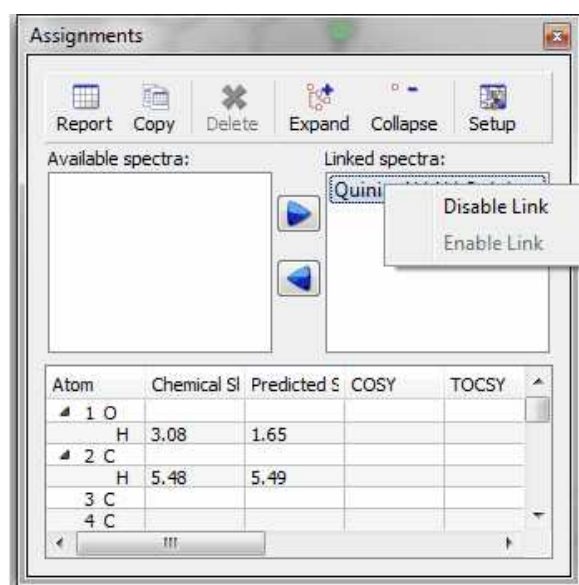 Assignments
Report Copy Delete Expand Collapse Setup
Available spectra: Linked spectra:
Disable Link
Enable Link
Atom Chemical Sl Predicted S COSY TOCSY
1 O
H 3.08 1.65
2 C
H 5.48 5.49
3 C
4 C